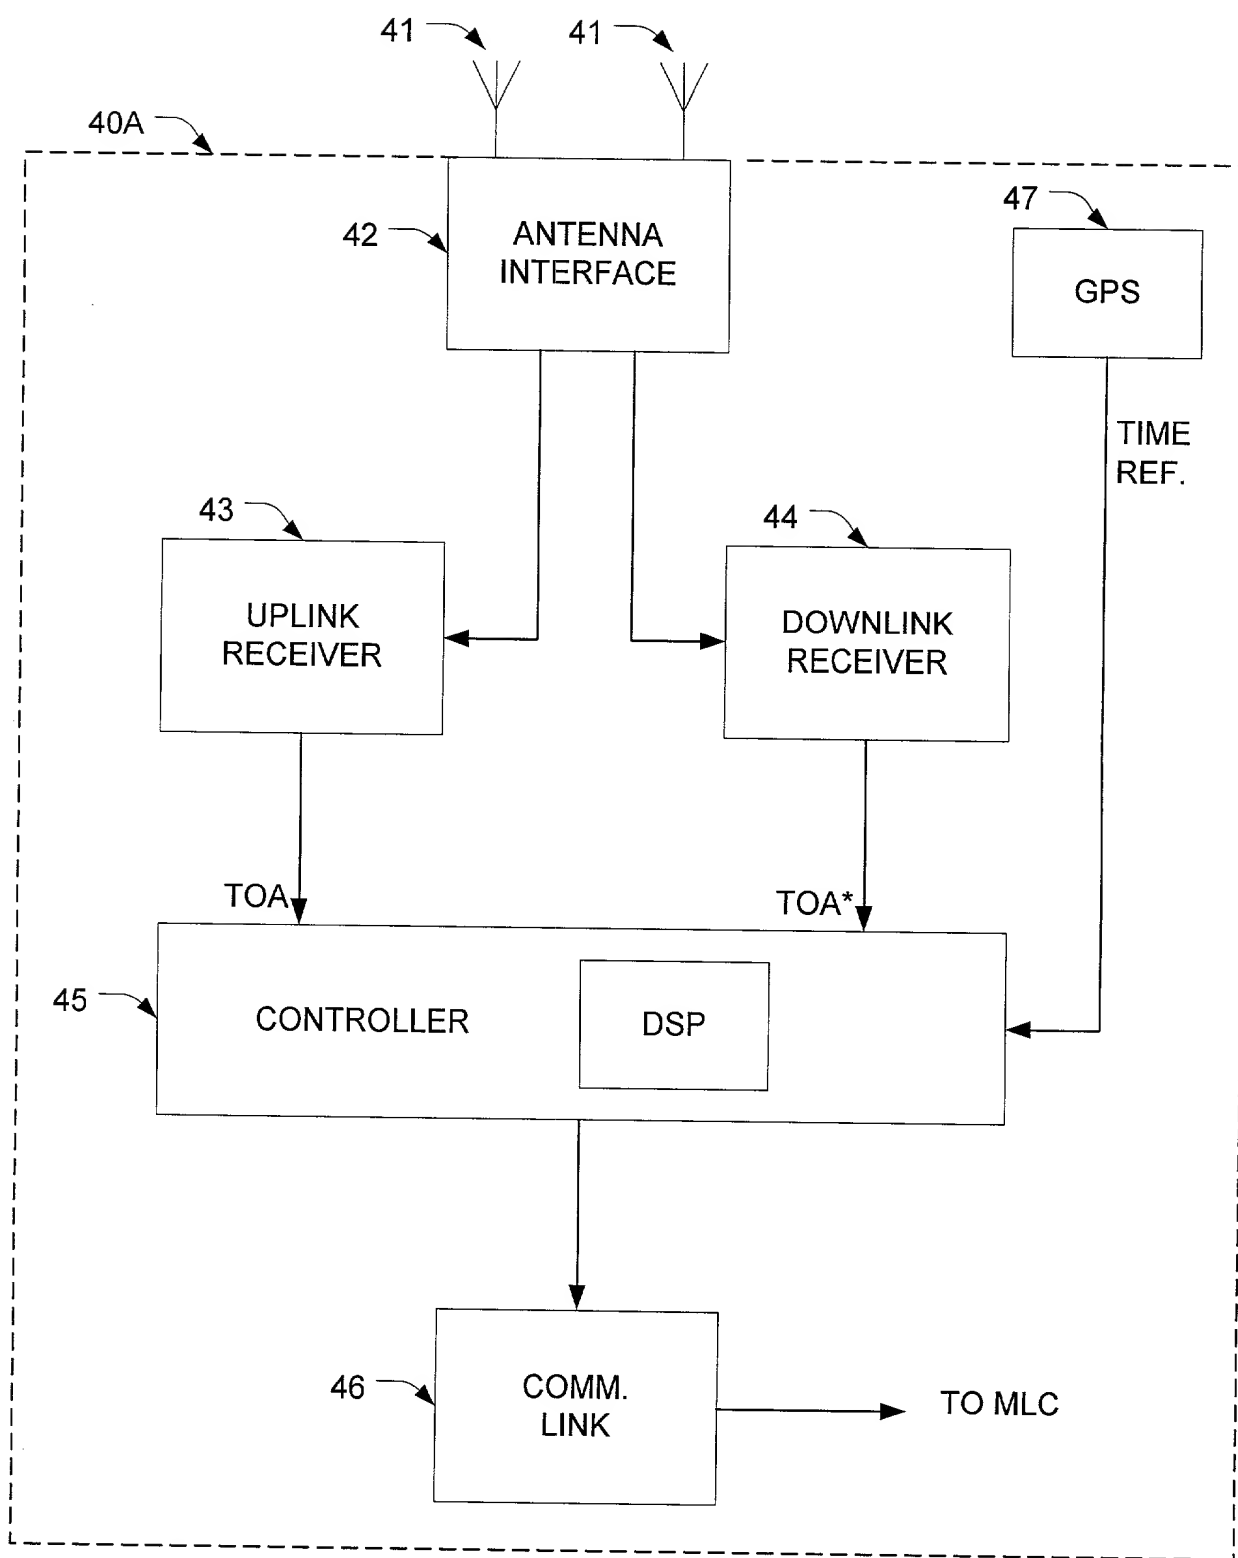 41
41
40A
47
42
ANTENNA
INTERFACE
GPS
TIME
REF.
43
44
UPLINK
RECEIVER
DOWNLINK
RECEIVER
TOA
TOA*
45
CONTROLLER
DSP
46
COMM.
LINK
TO MLC